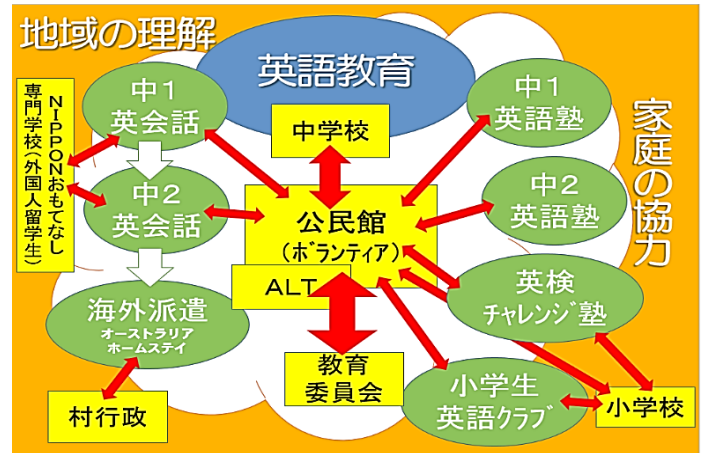 地域の理解
英語教育
家庭の協力
NIPPONおもてなし
専門学校（外国人留学生）
中1
英会話
中2
英会話
海外派遣
オーストラリア
ホームステイ
村行政
中学校
公民館
（ﾎﾞﾗﾝﾃｨｱ）
ALT
教育
委員会
中1
英語塾
中2
英語塾
英検
ﾁｬﾚﾝｼﾞ塾
小学生
英語ｸﾗﾌﾞ
小学校